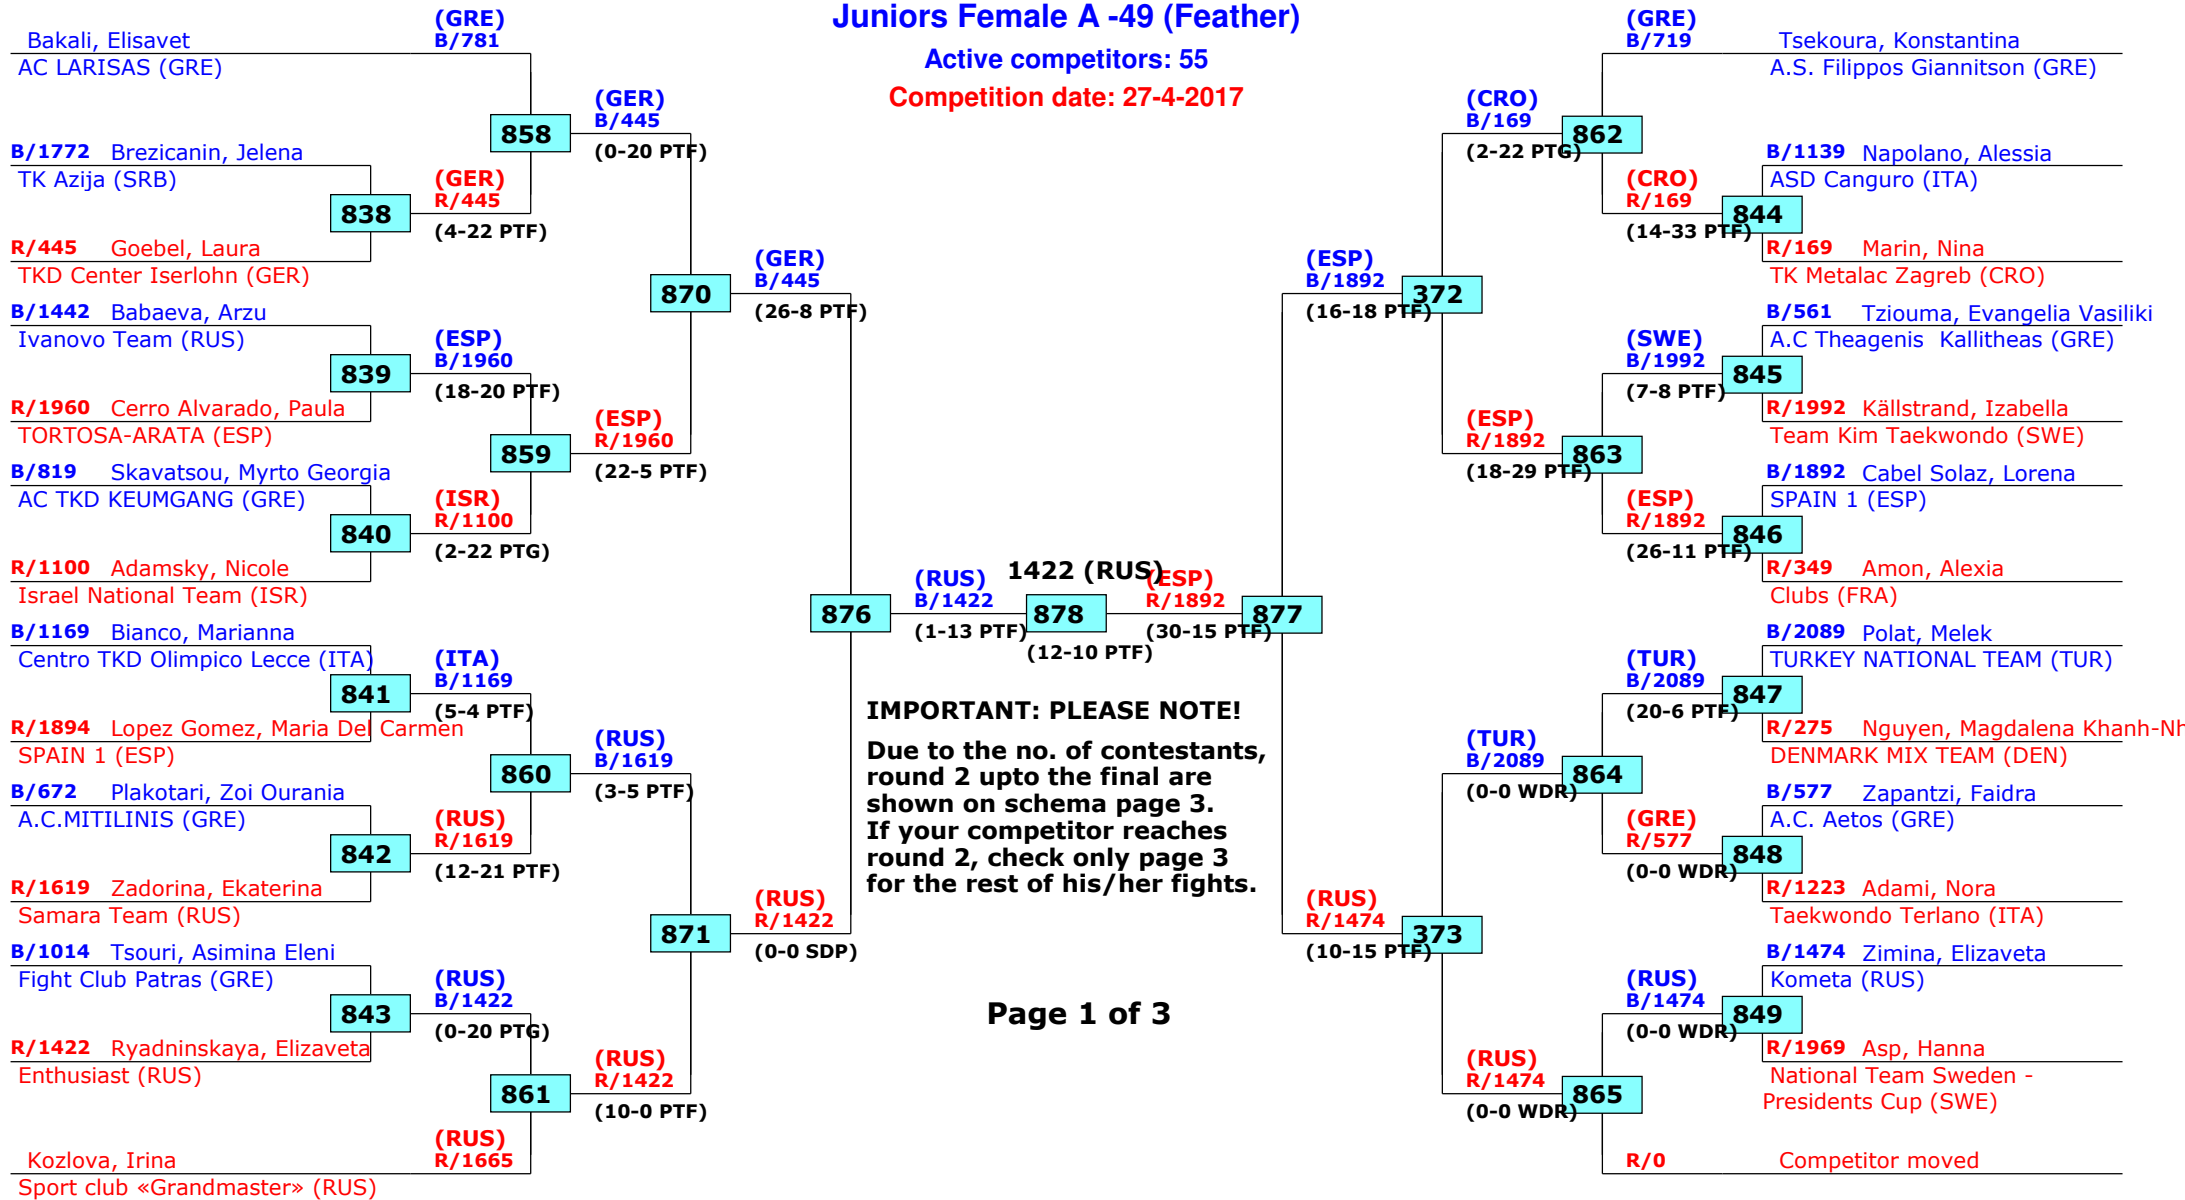 Juniors Female A -49 (Feather)
Active competitors: 55
Competition date: 27-4-2017
Bakali, Elisavet
AC LARISAS (GRE)
(GRE)
B/781
B/1772 Brezicanin, Jelena
TK Azija (SRB)
838
R/445 Goebel, Laura
TKD Center Iserlohn (GER)
(GER)
R/445
(4-22 PTF)
858
(GER)
B/445
(0-20 PTF)
B/1442 Babaeva, Arzu
Ivanovo Team (RUS)
839
R/1960 Cerro Alvarado, Paula
TORTOSA-ARATA (ESP)
(ESP)
B/1960
(18-20 PTF)
859
(ESP)
R/1960
(22-5 PTF)
B/819 Skavatsou, Myrto Georgia
AC TKD KEUMGANG (GRE)
840
R/1100 Adamsky, Nicole
Israel National Team (ISR)
(ISR)
R/1100
(2-22 PTG)
870
(GER)
B/445
(26-8 PTF)
B/1169 Bianco, Marianna
Centro TKD Olimpico Lecce (ITA)
841
R/1894 Lopez Gomez, Maria Del Carmen
SPAIN 1 (ESP)
(ITA)
B/1169
(5-4 PTF)
860
(RUS)
B/1619
(3-5 PTF)
B/672 Plakotari, Zoi Ourania
A.C.MITILINIS (GRE)
842
R/1619 Zadorina, Ekaterina
Samara Team (RUS)
(RUS)
R/1619
(12-21 PTF)
871
(RUS)
R/1422
(0-0 SDP)
B/1014 Tsouri, Asimina Eleni
Fight Club Patras (GRE)
843
R/1422 Ryadninskaya, Elizaveta
Enthusiast (RUS)
(RUS)
B/1422
(0-20 PTG)
861
(RUS)
R/1422
(10-0 PTF)
Kozlova, Irina
Sport club «Grandmaster» (RUS)
(RUS)
R/1665
876
(RUS)
B/1422
(1-13 PTF)
1422 (RUS)
878
(12-10 PTF)
(ESP)
R/1892
(30-15 PTF)
877
IMPORTANT: PLEASE NOTE!
Due to the no. of contestants,
round 2 upto the final are
shown on schema page 3.
If your competitor reaches
round 2, check only page 3
for the rest of his/her fights.
Page 1 of 3
(GRE)
B/719
Tsekoura, Konstantina
A.S. Filippos Giannitson (GRE)
(CRO)
B/169
(2-22 PTG)
862
B/1139 Napolano, Alessia
ASD Canguro (ITA)
(CRO)
R/169
(14-33 PTF)
844
R/169 Marin, Nina
TK Metalac Zagreb (CRO)
(ESP)
B/1892
(16-18 PTF)
372
B/561 Tziouma, Evangelia Vasiliki
A.C Theagenis Kallitheas (GRE)
(SWE)
B/1992
(7-8 PTF)
845
R/1992 Källstrand, Izabella
Team Kim Taekwondo (SWE)
(ESP)
R/1892
(18-29 PTF)
863
B/1892 Cabel Solaz, Lorena
SPAIN 1 (ESP)
(ESP)
R/1892
(26-11 PTF)
846
R/349 Amon, Alexia
Clubs (FRA)
B/2089 Polat, Melek
TURKEY NATIONAL TEAM (TUR)
(TUR)
B/2089
(20-6 PTF)
847
R/275 Nguyen, Magdalena Khanh-Nh
DENMARK MIX TEAM (DEN)
(TUR)
B/2089
(0-0 WDR)
864
B/577 Zapantzi, Faidra
A.C. Aetos (GRE)
(GRE)
R/577
(0-0 WDR)
848
R/1223 Adami, Nora
Taekwondo Terlano (ITA)
(RUS)
R/1474
(10-15 PTF)
373
B/1474 Zimina, Elizaveta
Kometa (RUS)
(RUS)
B/1474
(0-0 WDR)
849
R/1969 Asp, Hanna
National Team Sweden -
Presidents Cup (SWE)
(RUS)
R/1474
(0-0 WDR)
865
R/0 Competitor moved